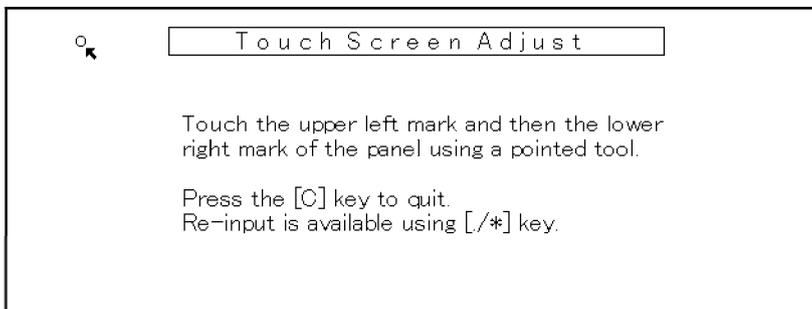 Touch Screen Adjust
Touch the upper left mark and then the lower
right mark of the panel using a pointed tool.
Press the [C] key to quit.
Re-input is available using [./*] key.